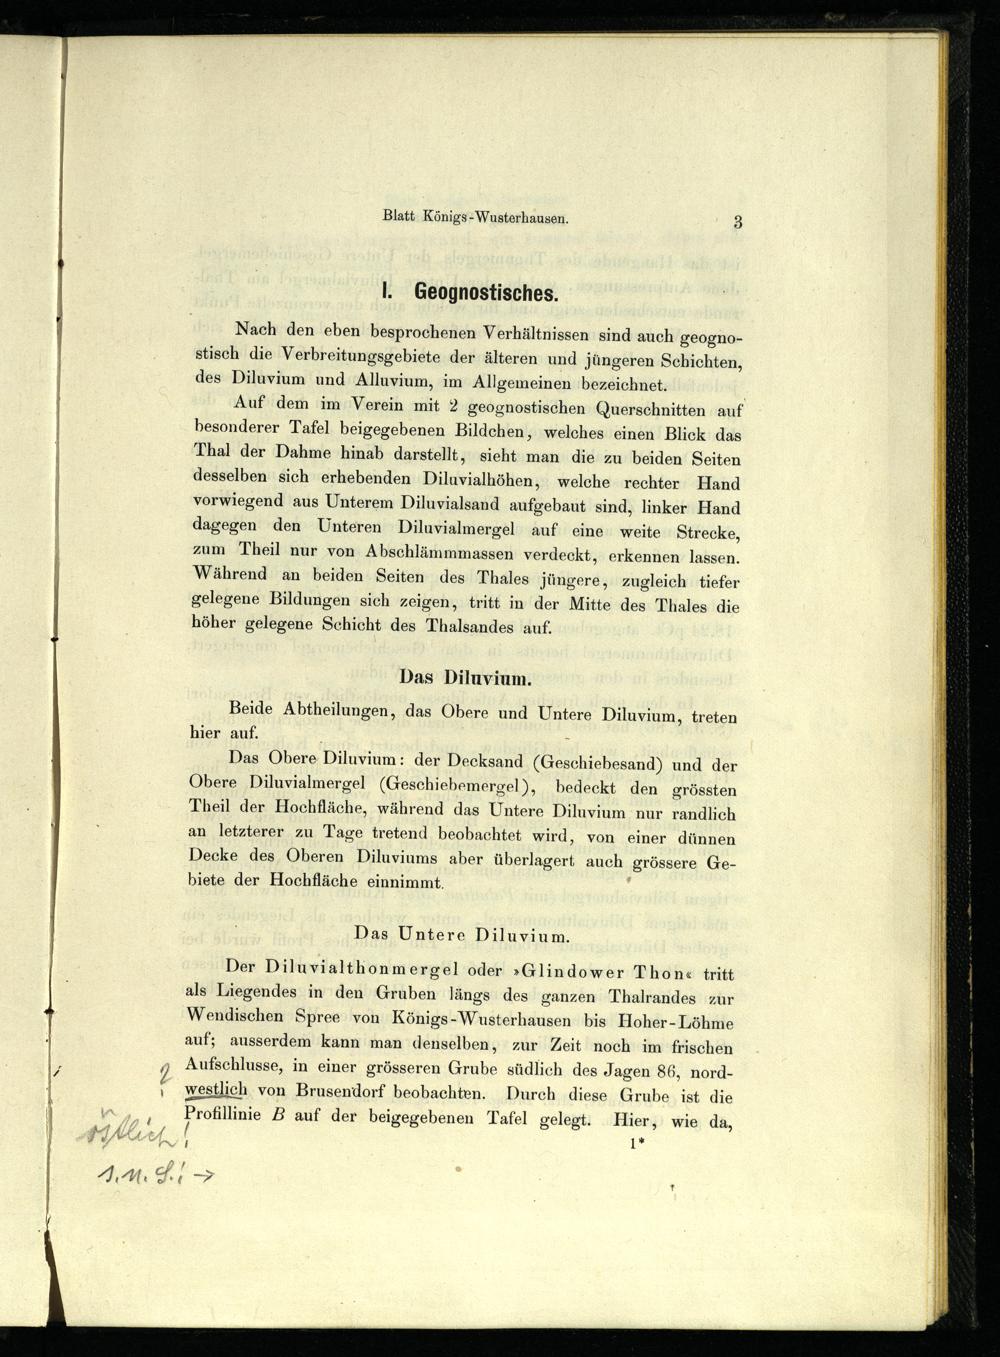 Blatt Königs-Wusterhausen. 3
I. Geognostisches.
Nach den eben besprochenen Verhältnissen sind auch geogno-
stisch die Verbreitungsgebiete der älteren und jüngeren Schichten,
des Diluvium und Alluvium, im Allgemeinen bezeichnet.
Auf dem im Verein mit 2 geognostischen Querschnitten auf
besonderer Tafel beigegebenen Bildchen, welches einen Blick das
Thal der Dahme hinab darstellt, sieht man die zu beiden Seiten
desselben sich erhebenden Diluvialhöhen, welche rechter Hand
vorwiegend aus Unterem Diluvialsand aufgebaut sind, linker Hand
dagegen den Unteren Diluvialmergel auf eine weite Strecke,
zum Theil nur von Abschlämmmassen verdeckt, erkennen lassen.
Während an beiden Seiten des Thales jüngere, zugleich tiefer
gelegene Bildungen sich zeigen, tritt in der Mitte des Thales die
höher gelegene Schicht des Thalsandes auf.
Das Diluvium.
Beide Abtheilungen, das Obere und Untere Diluvium, treten
hier auf.
Das Obere Diluvium: der Decksand (Geschiebesand) und der
Obere Diluvialmergel (Geschiebemergel), bedeckt den grössten
Theil der Hochfläche, während das Untere Diluvium nur randlich
an letzterer zu Tage tretend beobachtet wird, von einer dünnen
Decke des Oberen Diluviums aber überlagert auch grössere Ge-
biete der Hochfläche einnimmt.
Das Untere Diluvium.
Der Diluvialthonmergel oder »Glindower Thon« tritt
als Liegendes in den Gruben längs des ganzen Thalrandes zur
Wendischen Spree von Königs-Wusterhausen bis Hoher-Löhme
auf; ausserdem kann man denselben, zur Zeit noch im frischen
Aufschlusse, in einer grösseren Grube südlich des Jagen 86, nord-
? westlich von Brusendorf beobachten. Durch diese Grube ist die
Profillinie B auf der beigegebenen Tafel gelegt. Hier, wie da,
östlich!
1*
s. n. S.! →